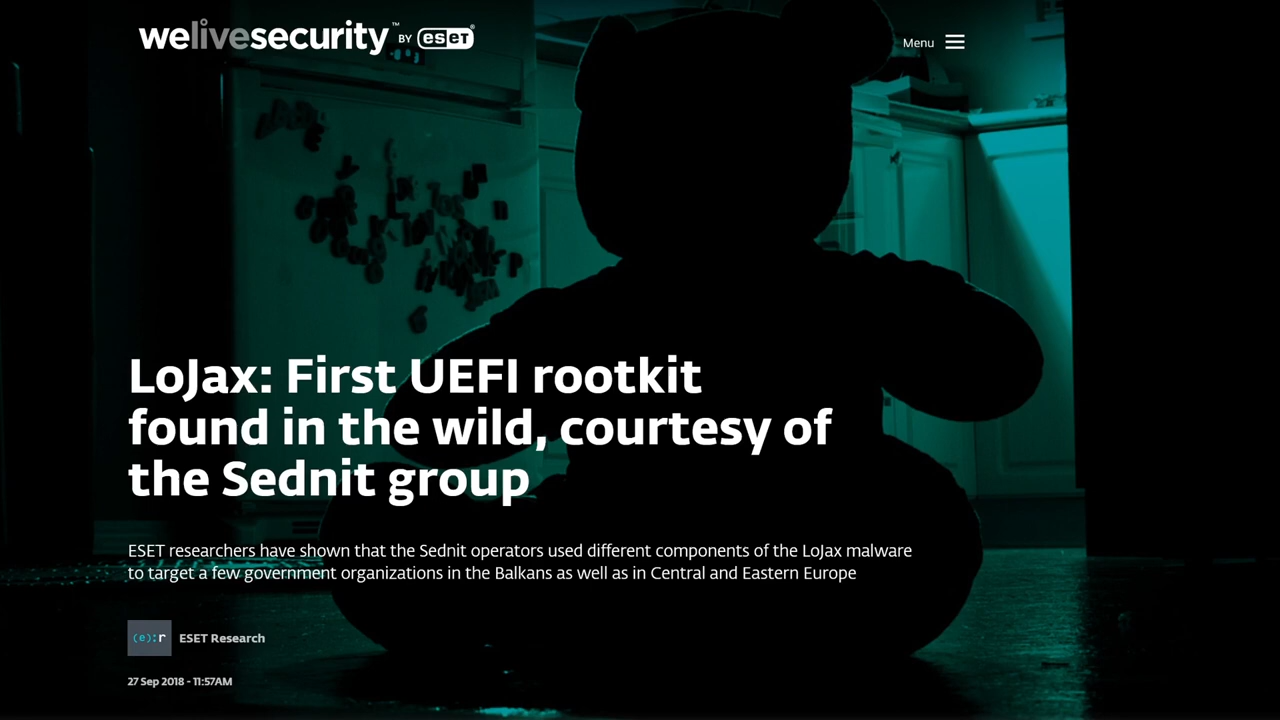 welivesecurity™ BY eset®
Menu
LoJax: First UEFI rootkit
found in the wild, courtesy of
the Sednit group
ESET researchers have shown that the Sednit operators used different components of the LoJax malware
to target a few government organizations in the Balkans as well as in Central and Eastern Europe
(e):r ESET Research
27 Sep 2018 - 11:57AM